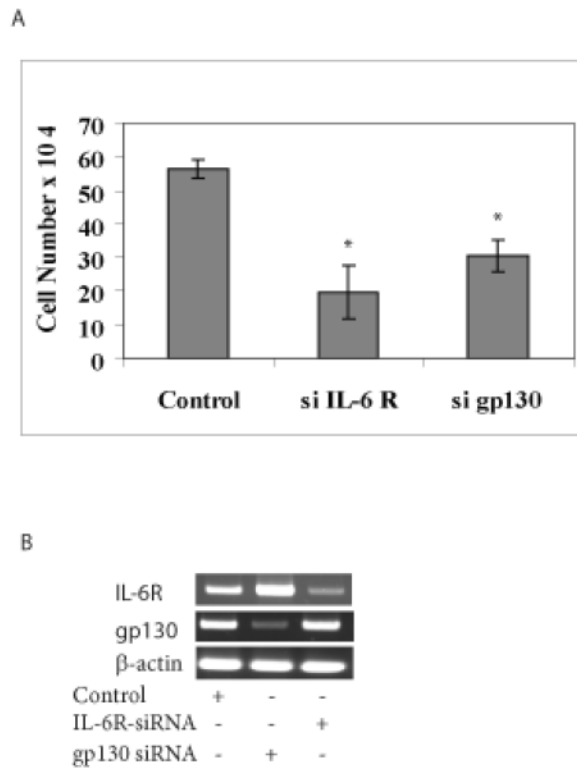 A
70
60
50
40
30
20
10
0
Cell Number x 10 4
*
*
Control si IL-6 R si gp130
B
IL-6R
gp130
β-actin
Control + - -
IL-6R-siRNA - - +
gp130 siRNA - + -